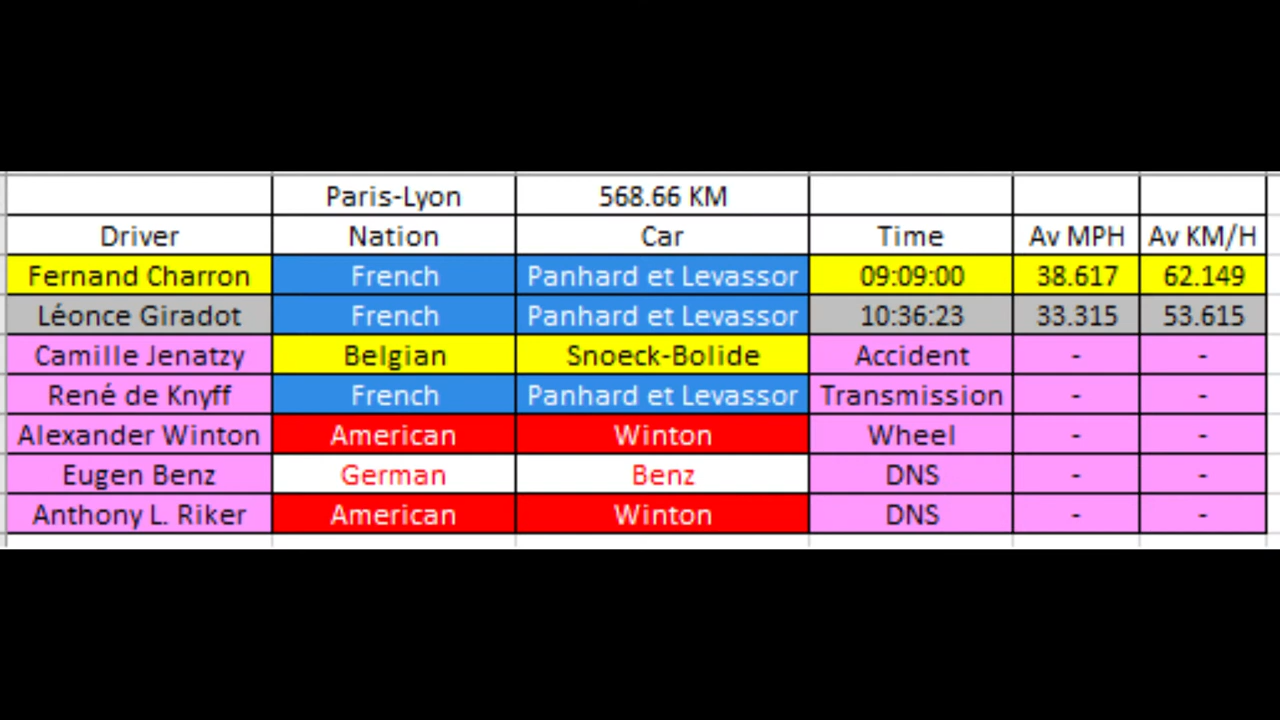 Paris-Lyon 568.66 KM
Driver Nation Car Time Av MPH Av KM/H
Fernand Charron French Panhard et Levassor 09:09:00 38.617 62.149
Léonce Giradot French Panhard et Levassor 10:36:23 33.315 53.615
Camille Jenatzy Belgian Snoeck-Bolide Accident - -
René de Knyff French Panhard et Levassor Transmission - -
Alexander Winton American Winton Wheel - -
Eugen Benz German Benz DNS - -
Anthony L. Riker American Winton DNS - -